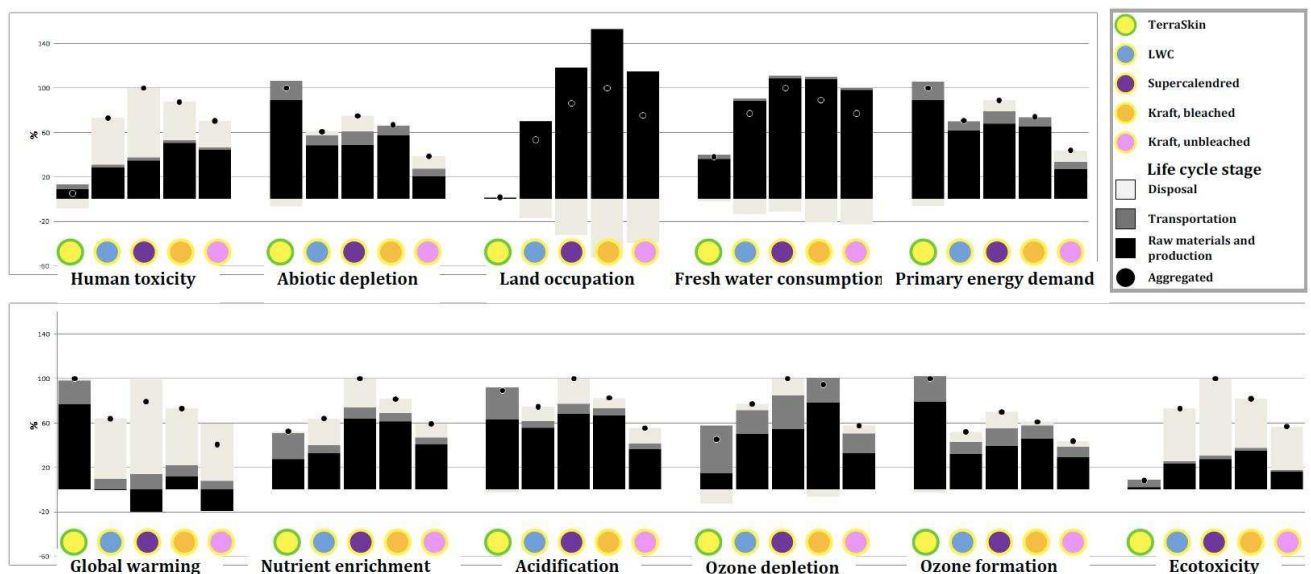 140
100
60
20
-20
-60
%
Human toxicity
Abiotic depletion
Land occupation
Fresh water consumption
Primary energy demand
TerraSkin
LWC
Supercalendred
Kraft, bleached
Kraft, unbleached
Life cycle stage
Disposal
Transportation
Raw materials and
production
Aggregated
140
100
60
20
-20
-60
%
Global warming
Nutrient enrichment
Acidification
Ozone depletion
Ozone formation
Ecotoxicity